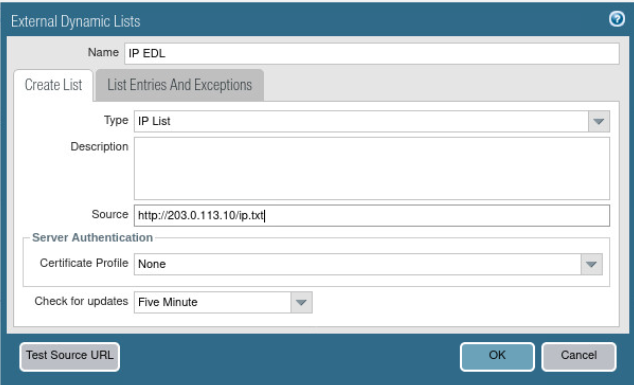 External Dynamic Lists
?
Name IP EDL
Create List List Entries And Exceptions
Type IP List
Description
Source http://203.0.113.10/ip.txt
Server Authentication
Certificate Profile None
Check for updates Five Minute
Test Source URL OK Cancel